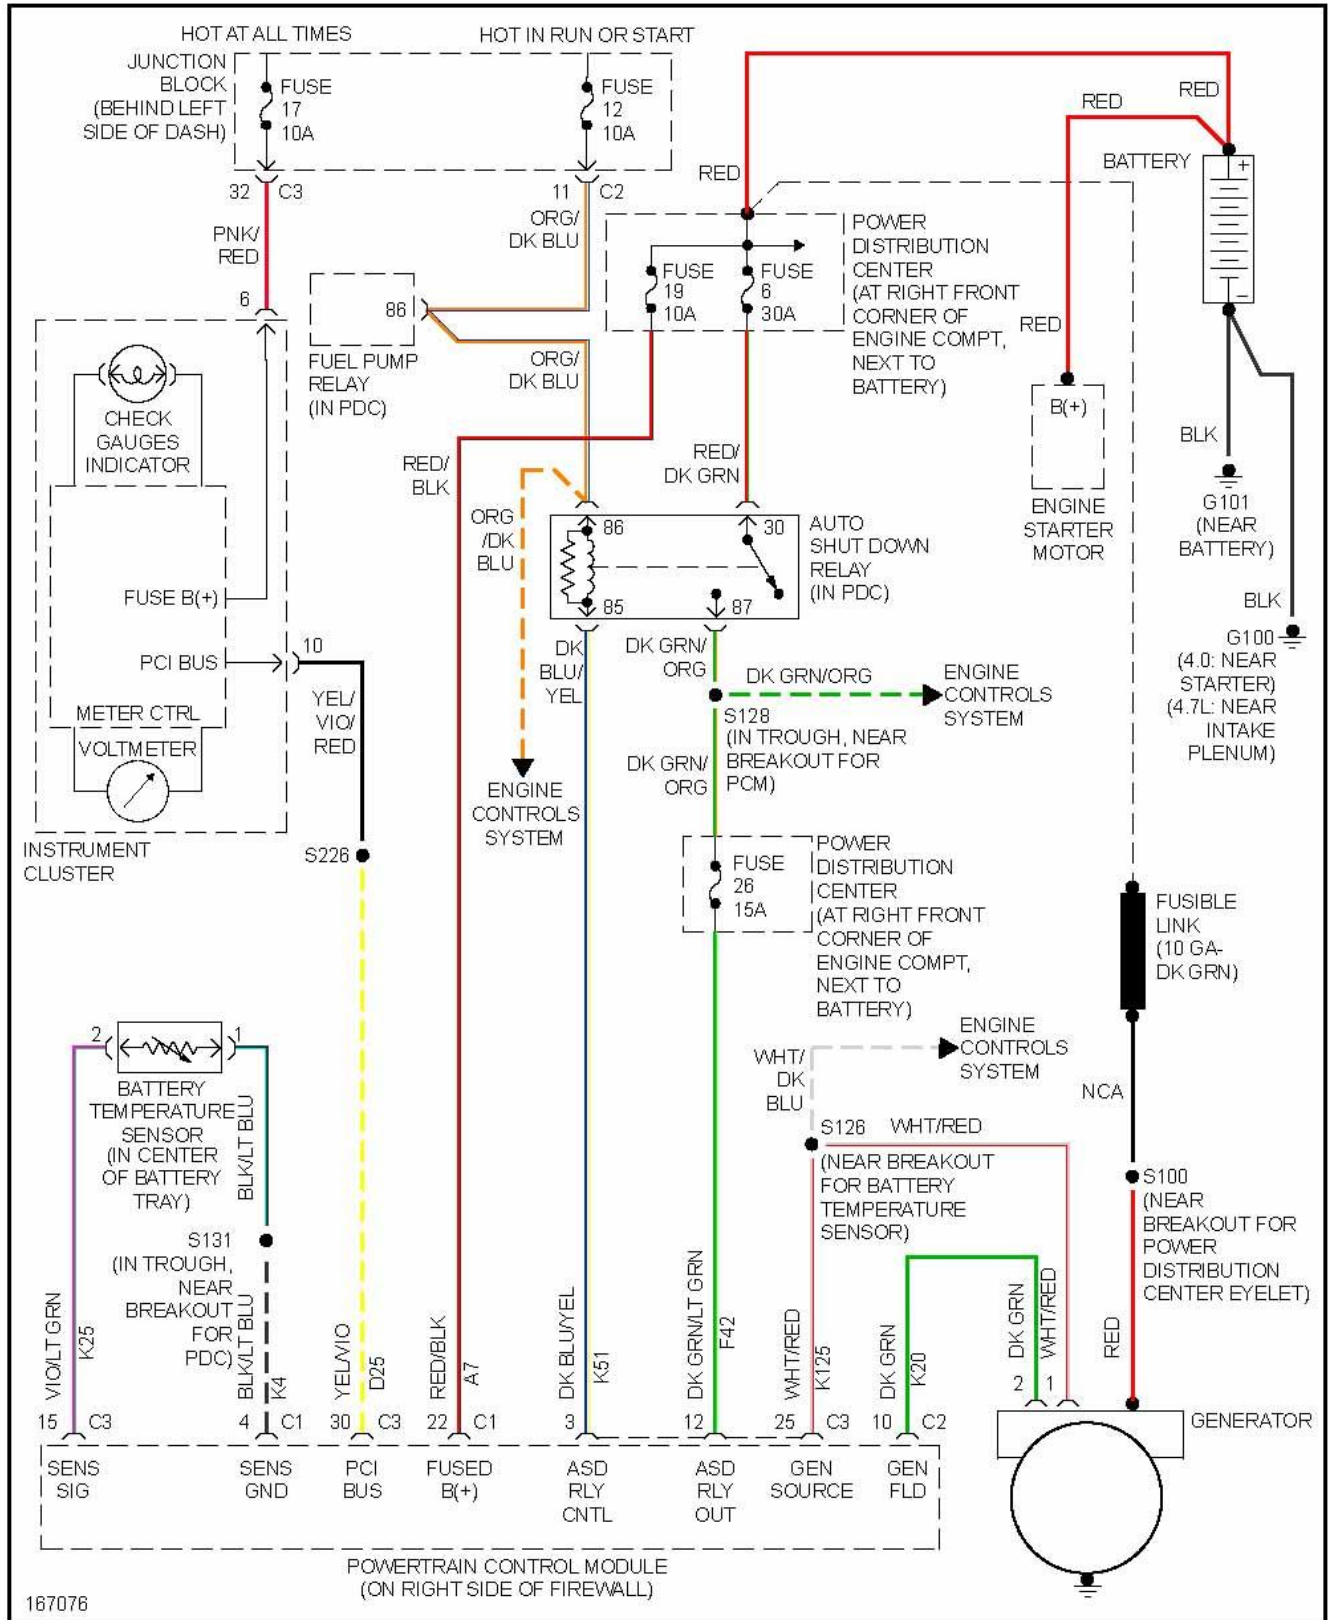 HOT AT ALL TIMES
HOT IN RUN OR START
JUNCTION
BLOCK
(BEHIND LEFT
SIDE OF DASH)
FUSE
17
10A
FUSE
12
10A
32 C3
11 C2
PNK/
RED
ORG/
DK BLU
6
86
FUEL PUMP
RELAY
(IN PDC)
ORG/
DK BLU
RED
RED
RED
BATTERY
+
–
POWER
DISTRIBUTION
CENTER
(AT RIGHT FRONT
CORNER OF
ENGINE COMPT,
NEXT TO
BATTERY)
FUSE
19
10A
FUSE
6
30A
RED
B(+)
ENGINE
STARTER
MOTOR
BLK
G101
(NEAR
BATTERY)
BLK
G100
(4.0: NEAR
STARTER)
(4.7L: NEAR
INTAKE
PLENUM)
CHECK
GAUGES
INDICATOR
FUSE B(+)
PCI BUS
METER CTRL
VOLTMETER
INSTRUMENT
CLUSTER
10
YEL/
VIO/
RED
S226
RED/
BLK
ORG
/DK
BLU
RED/
DK GRN
86
30
85
87
AUTO
SHUT DOWN
RELAY
(IN PDC)
ENGINE
CONTROLS
SYSTEM
DK
BLU/
YEL
DK GRN/
ORG
DK GRN/ORG
ENGINE
CONTROLS
SYSTEM
S128
(IN TROUGH, NEAR
BREAKOUT FOR
PCM)
DK GRN/
ORG
FUSE
26
15A
POWER
DISTRIBUTION
CENTER
(AT RIGHT FRONT
CORNER OF
ENGINE COMPT,
NEXT TO
BATTERY)
FUSIBLE
LINK
(10 GA-
DK GRN)
NCA
S100
(NEAR
BREAKOUT FOR
POWER
DISTRIBUTION
CENTER EYELET)
2
1
BATTERY
TEMPERATURE
SENSOR
(IN CENTER
OF BATTERY
TRAY)
BLK/LT BLU
S131
(IN TROUGH,
NEAR
BREAKOUT
FOR
PDC)
WHT/
DK
BLU
ENGINE
CONTROLS
SYSTEM
S126
WHT/RED
(NEAR BREAKOUT
FOR BATTERY
TEMPERATURE
SENSOR)
VIO/LT GRN
K25
BLK/LT BLU
K4
YEL/VIO
D25
RED/BLK
A7
DK BLU/YEL
K51
DK GRN/LT GRN
F42
WHT/RED
K125
DK GRN
K20
DK GRN
WHT/RED
RED
2 1
GENERATOR
15 C3
4 C1
30 C3
22 C1
3
12
25 C3
10 C2
SENS
SIG
SENS
GND
PCI
BUS
FUSED
B(+)
ASD
RLY
CNTL
ASD
RLY
OUT
GEN
SOURCE
GEN
FLD
POWERTRAIN CONTROL MODULE
(ON RIGHT SIDE OF FIREWALL)
167076